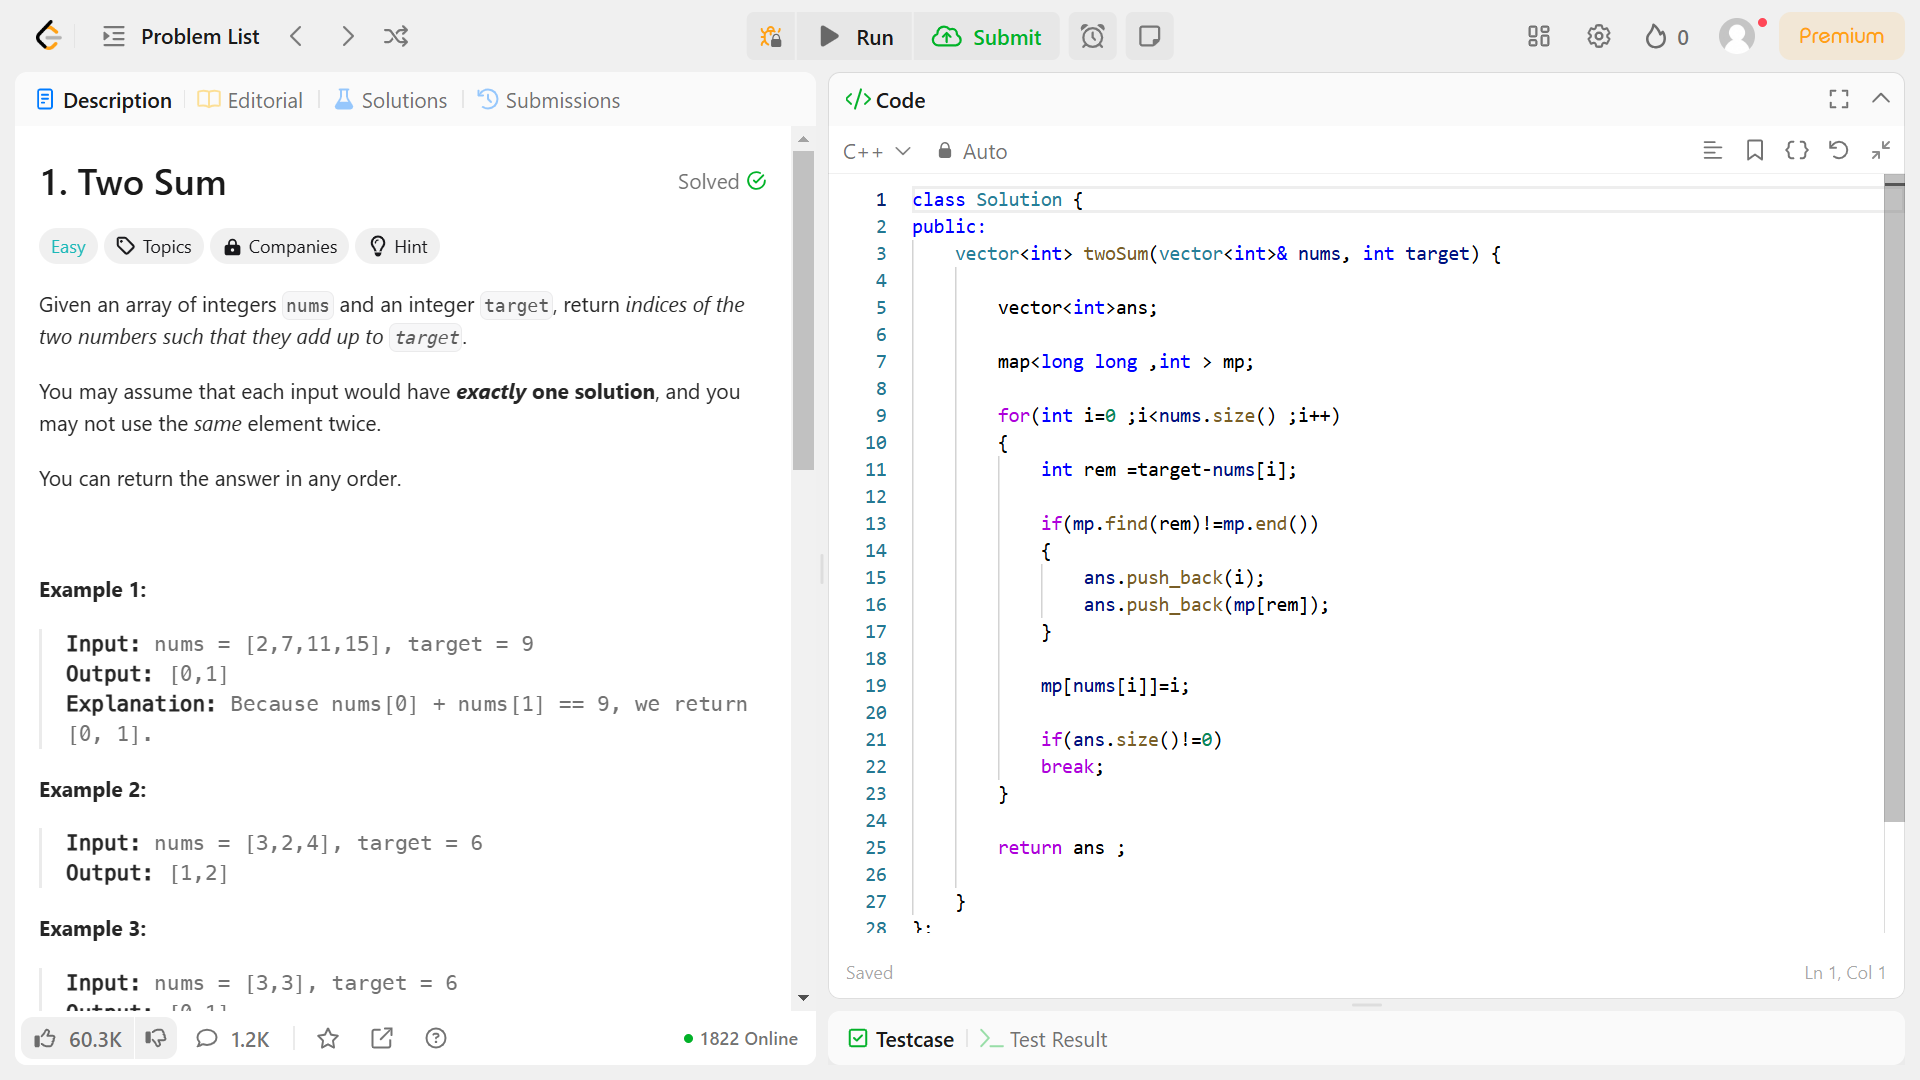 Problem List
Run
Submit
0
Premium
Description
Editorial
Solutions
Submissions
1. Two Sum
Solved
Easy
Topics
Companies
Hint
Given an array of integers nums and an integer target, return indices of the
two numbers such that they add up to target.
You may assume that each input would have exactly one solution, and you
may not use the same element twice.
You can return the answer in any order.
Example 1:
Input: nums = [2,7,11,15], target = 9
Output: [0,1]
Explanation: Because nums[0] + nums[1] == 9, we return
[0, 1].
Example 2:
Input: nums = [3,2,4], target = 6
Output: [1,2]
Example 3:
Input: nums = [3,3], target = 6
Output: [0,1]
60.3K
1.2K
1822 Online
Code
C++
Auto
1 class Solution {
2 public:
3 vector<int> twoSum(vector<int>& nums, int target) {
4
5 vector<int>ans;
6
7 map<long long ,int > mp;
8
9 for(int i=0 ;i<nums.size() ;i++)
10 {
11 int rem =target-nums[i];
12
13 if(mp.find(rem)!=mp.end())
14 {
15 ans.push_back(i);
16 ans.push_back(mp[rem]);
17 }
18
19 mp[nums[i]]=i;
20
21 if(ans.size()!=0)
22 break;
23 }
24
25 return ans ;
26
27 }
28 };
Saved
Ln 1, Col 1
Testcase
Test Result